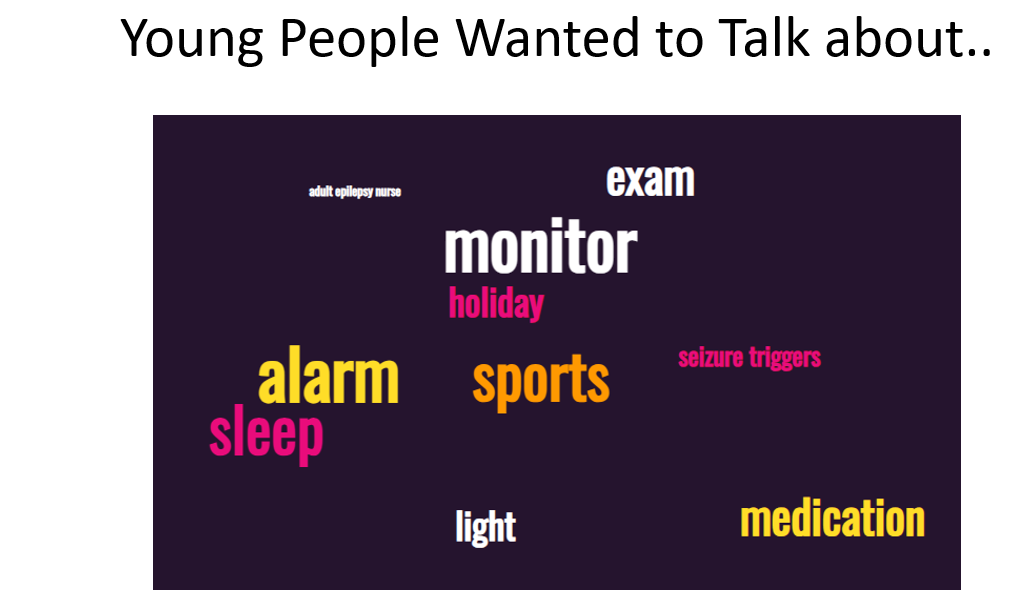 Young People Wanted to Talk about..
adult epilepsy nurse
exam
monitor
holiday
alarm
sports
seizure triggers
sleep
light
medication